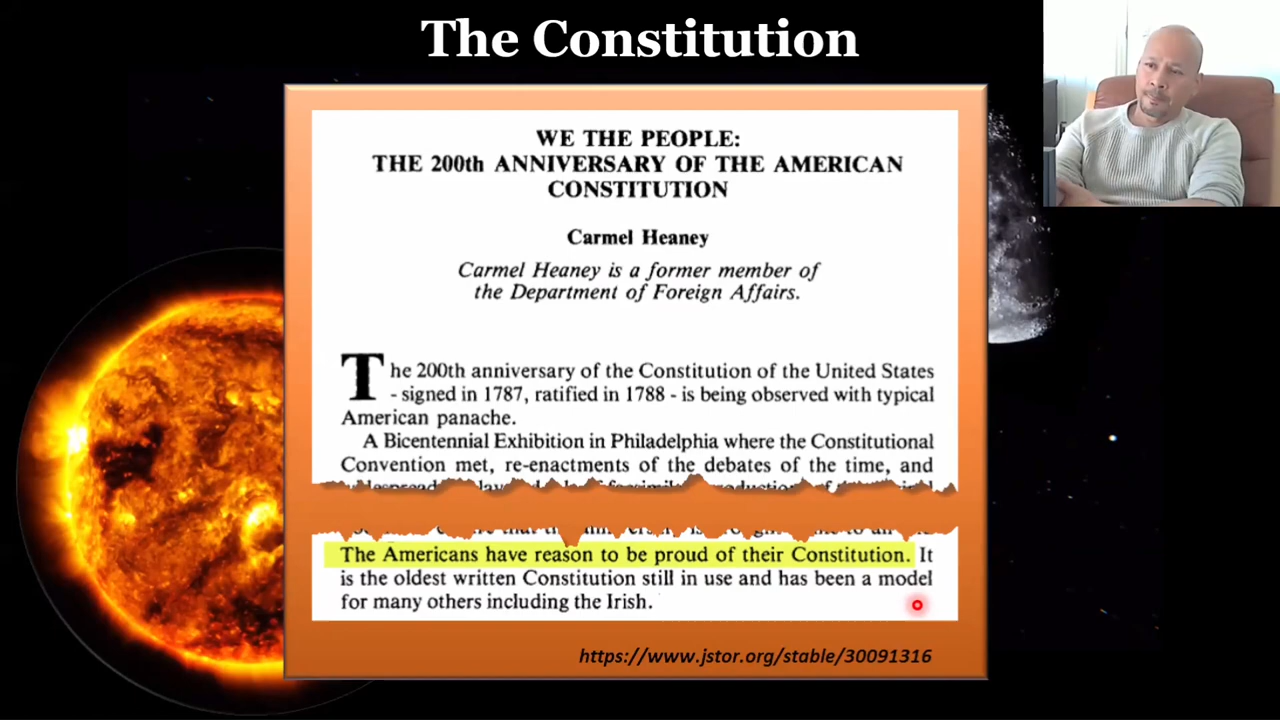 The Constitution
WE THE PEOPLE:
THE 200th ANNIVERSARY OF THE AMERICAN
CONSTITUTION
Carmel Heaney
Carmel Heaney is a former member of
the Department of Foreign Affairs.
The 200th anniversary of the Constitution of the United States
- signed in 1787, ratified in 1788 - is being observed with typical
American panache.
A Bicentennial Exhibition in Philadelphia where the Constitutional
Convention met, re-enactments of the debates of the time, and
The Americans have reason to be proud of their Constitution. It
is the oldest written Constitution still in use and has been a model
for many others including the Irish.
https://www.jstor.org/stable/30091316